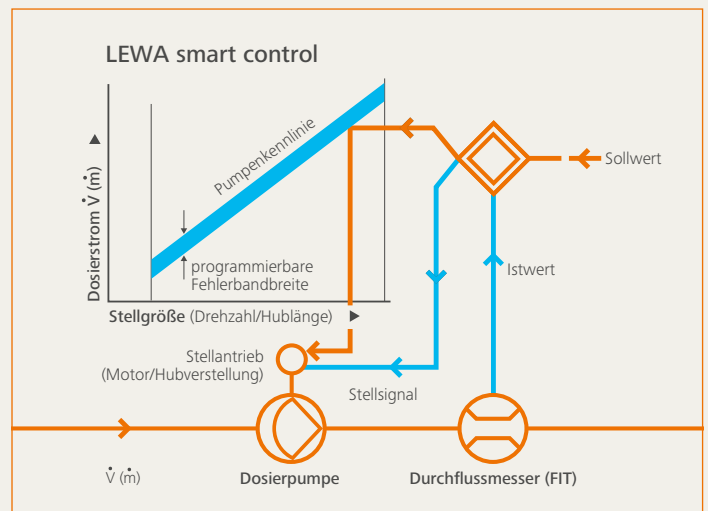 LEWA smart control
Dosierstrom V̇ (ṁ)
Pumpenkennlinie
programmierbare
Fehlerbandbreite
Stellgröße (Drehzahl/Hublänge)
Sollwert
Istwert
Stellantrieb
(Motor/Hubverstellung)
Stellsignal
V̇ (ṁ)
Dosierpumpe
Durchflussmesser (FIT)